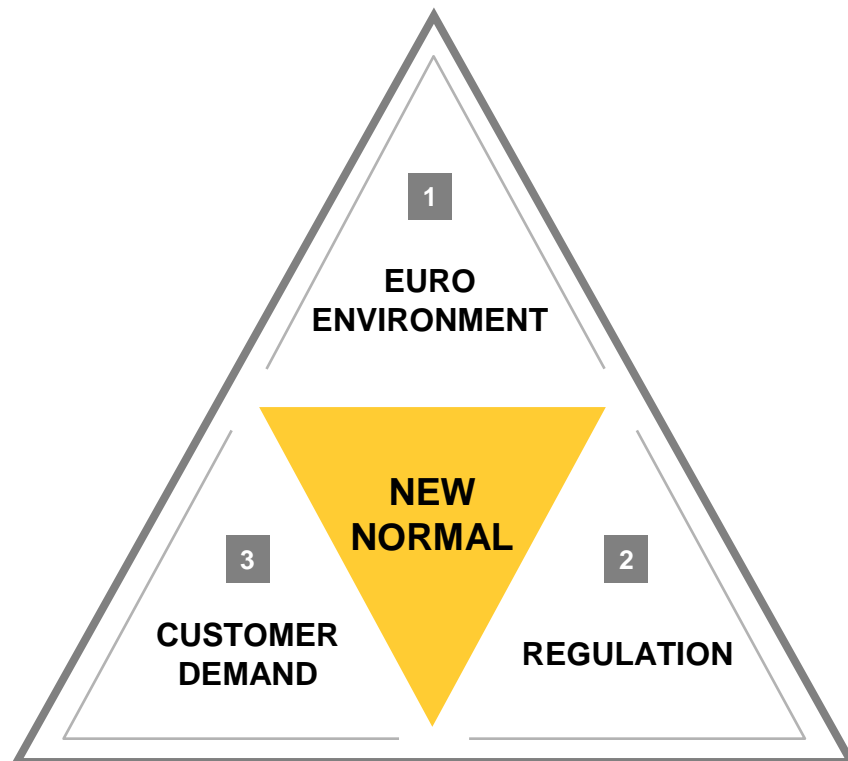 1
EURO
ENVIRONMENT
NEW
NORMAL
3
CUSTOMER
DEMAND
2
REGULATION